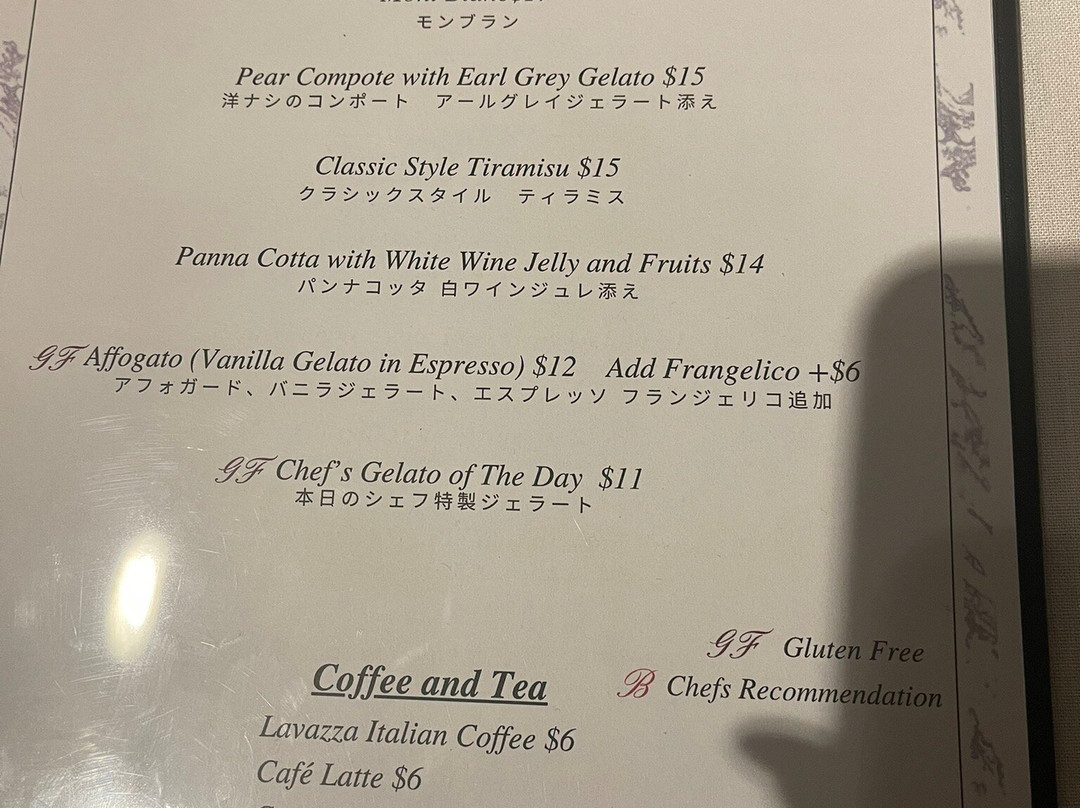 モンブラン
Pear Compote with Earl Grey Gelato $15
洋ナシのコンポート　アールグレイジェラート添え
Classic Style Tiramisu $15
クラシックスタイル　ティラミス
Panna Cotta with White Wine Jelly and Fruits $14
パンナコッタ 白ワインジュレ添え
GF Affogato (Vanilla Gelato in Espresso) $12 Add Frangelico +$6
アフォガード、バニラジェラート、エスプレッソ フランジェリコ追加
GF Chef's Gelato of The Day $11
本日のシェフ特製ジェラート
GF Gluten Free
B Chefs Recommendation
Coffee and Tea
Lavazza Italian Coffee $6
Café Latte $6